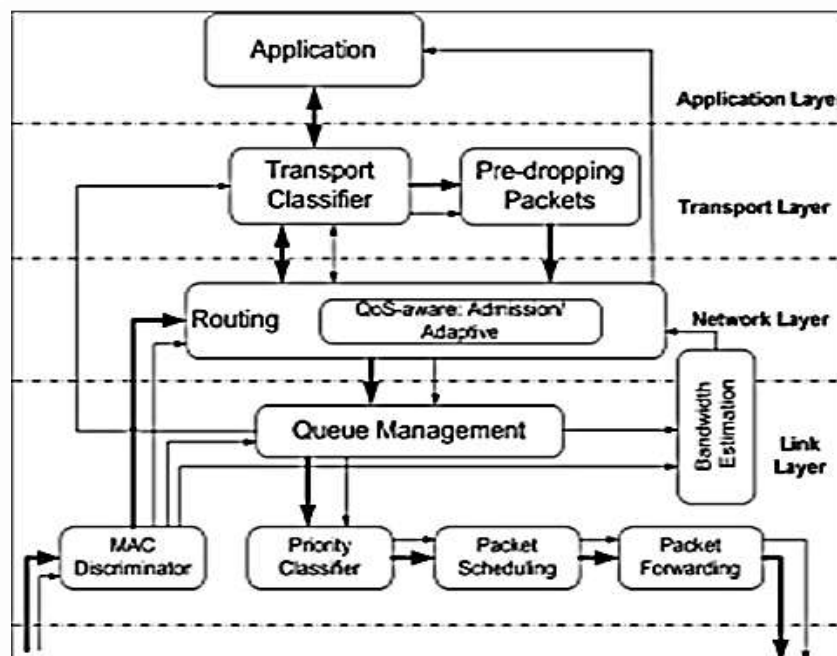 Application
Application Layer
Transport
Classifier
Pre-dropping
Packets
Transport Layer
Routing
QoS-aware: Admission/
Adaptive
Network Layer
Queue Management
Bandwidth
Estimation
Link
Layer
MAC
Discriminator
Priority
Classifier
Packet
Scheduling
Packet
Forwarding